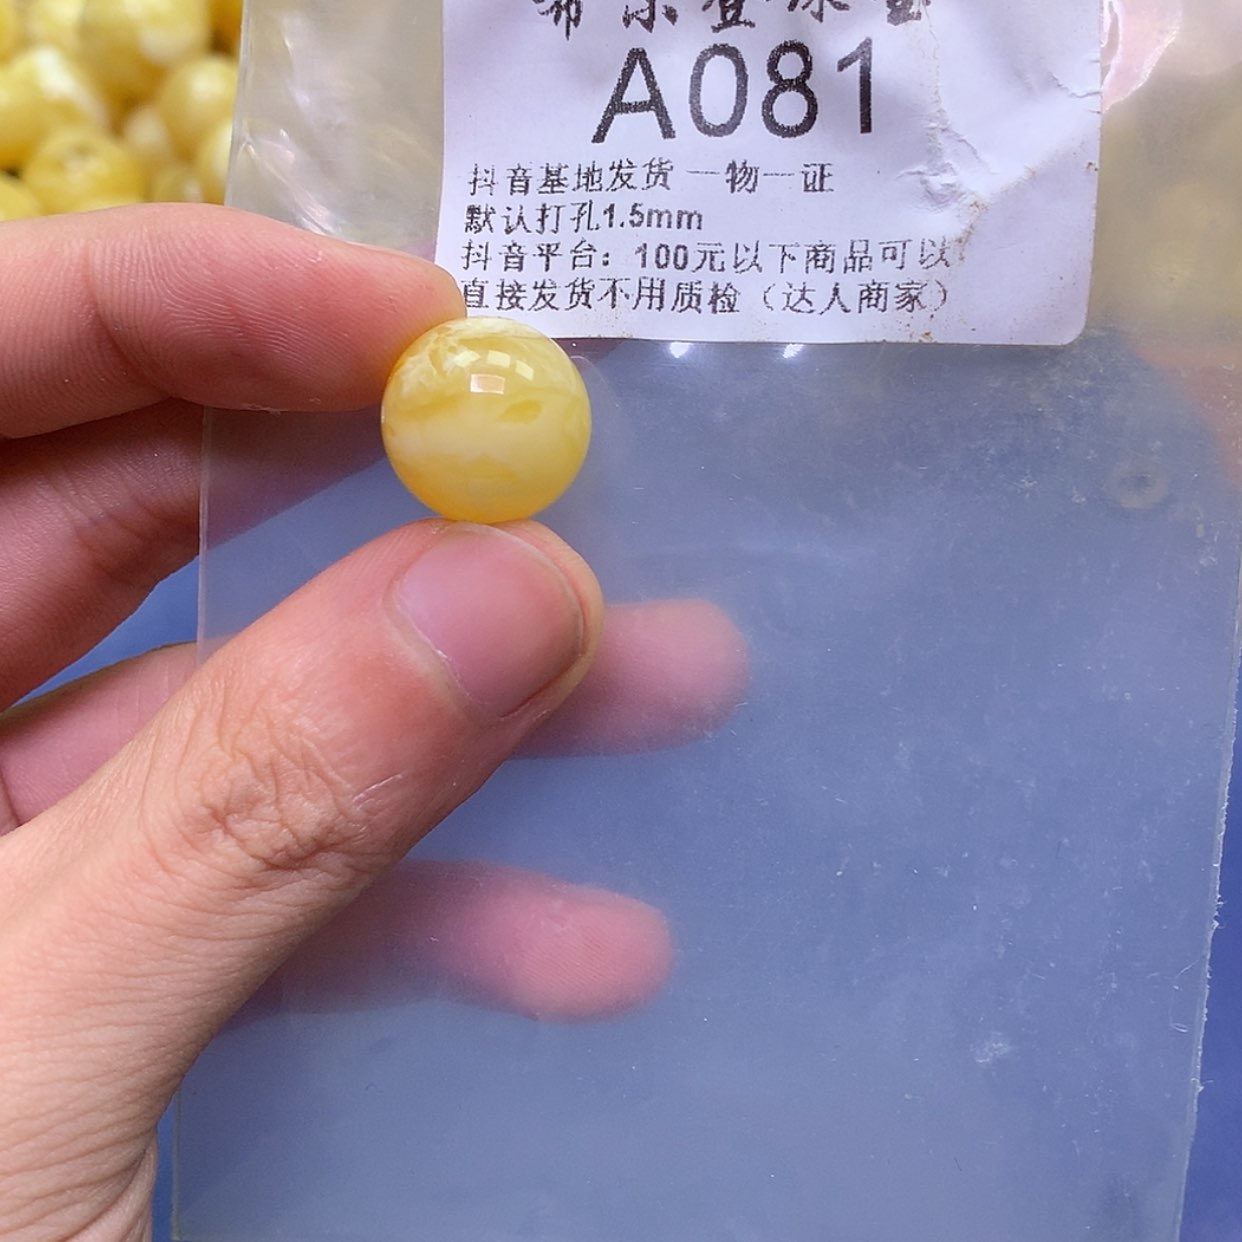 A081
抖音基地发货 一物一证
默认打孔1.5mm
抖音平台：100元以下商品可以
直接发货不用质检（达人商家）